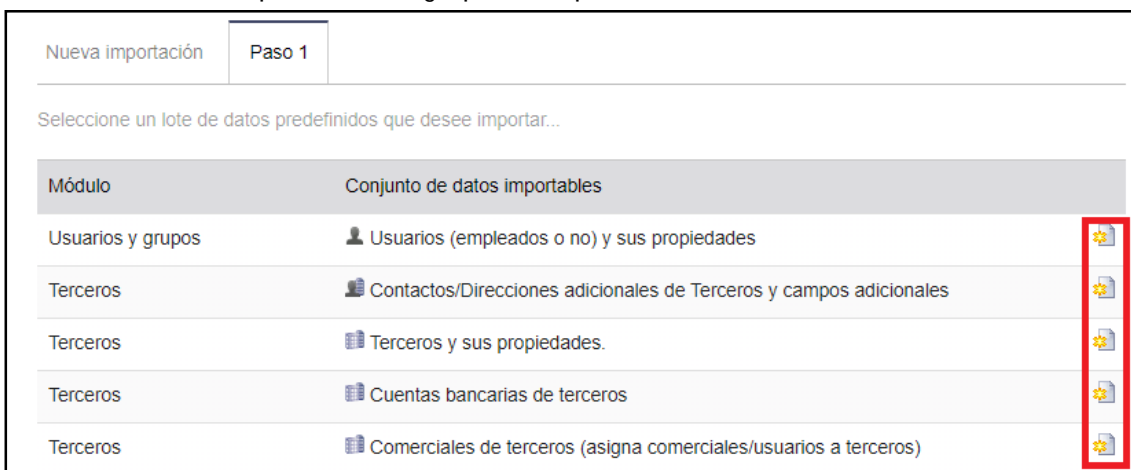 Nueva importación Paso 1
Seleccione un lote de datos predefinidos que desee importar...
Módulo Conjunto de datos importables
Usuarios y grupos Usuarios (empleados o no) y sus propiedades
Terceros Contactos/Direcciones adicionales de Terceros y campos adicionales
Terceros Terceros y sus propiedades.
Terceros Cuentas bancarias de terceros
Terceros Comerciales de terceros (asigna comerciales/usuarios a terceros)